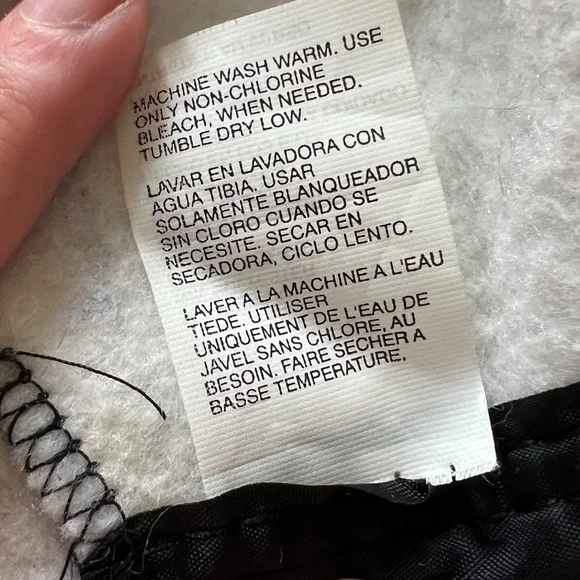 MACHINE WASH WARM. USE
ONLY NON-CHLORINE
BLEACH, WHEN NEEDED.
TUMBLE DRY LOW.
LAVAR EN LAVADORA CON
AGUA TIBIA. USAR
SOLAMENTE BLANQUEADOR
SIN CLORO CUANDO SE
NECESITE. SECAR EN
SECADORA, CICLO LENTO.
LAVER A LA MACHINE A L'EAU
TIEDE. UTILISER
UNIQUEMENT DE L'EAU DE
JAVEL SANS CHLORE, AU
BESOIN. FAIRE SECHER A
BASSE TEMPERATURE.